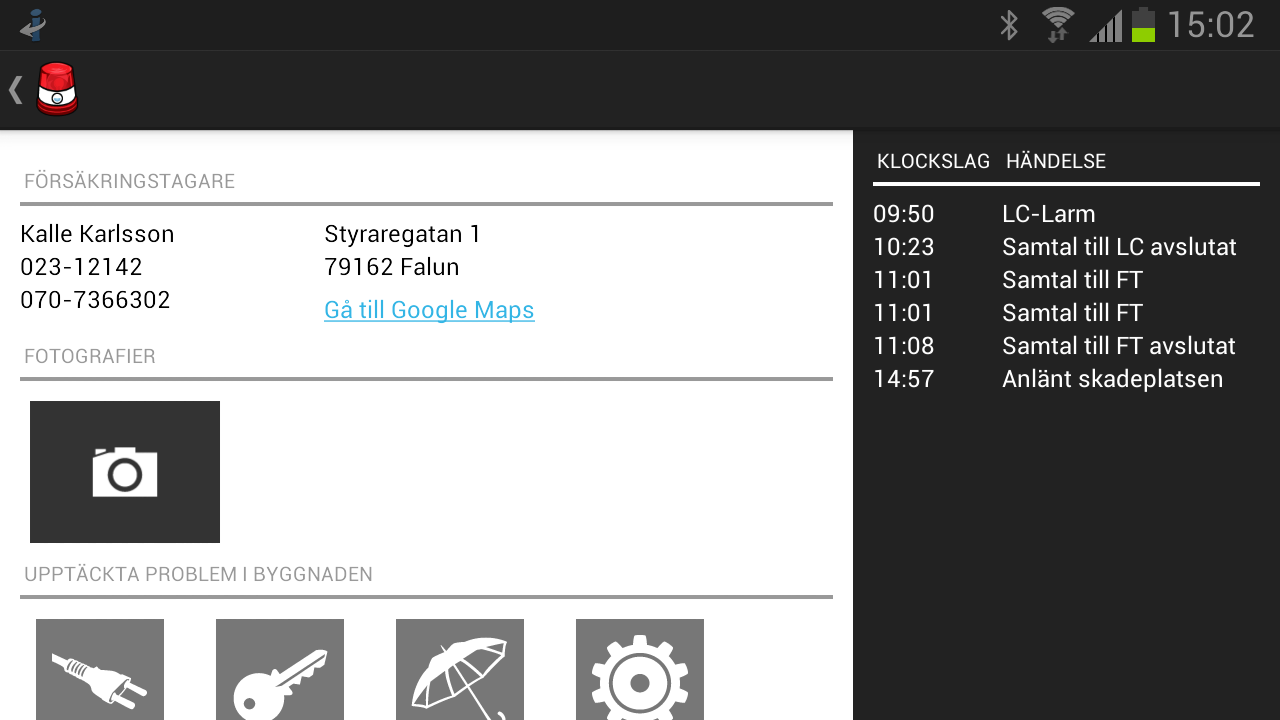 15:02
FÖRSÄKRINGSTAGARE
Kalle Karlsson
023-12142
070-7366302
Styraregatan 1
79162 Falun
Gå till Google Maps
FOTOGRAFIER
UPPTÄCKTA PROBLEM I BYGGNADEN
KLOCKSLAG HÄNDELSE
09:50 LC-Larm
10:23 Samtal till LC avslutat
11:01 Samtal till FT
11:01 Samtal till FT
11:08 Samtal till FT avslutat
14:57 Anlänt skadeplatsen